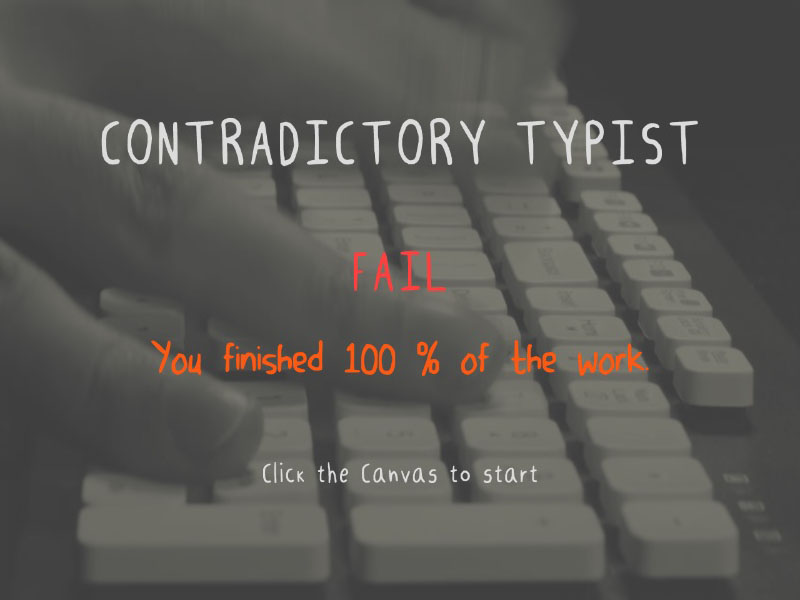 CONTRADICTORY TYPIST
FAIL
You finished 100 % of the work.
Click the Canvas to start